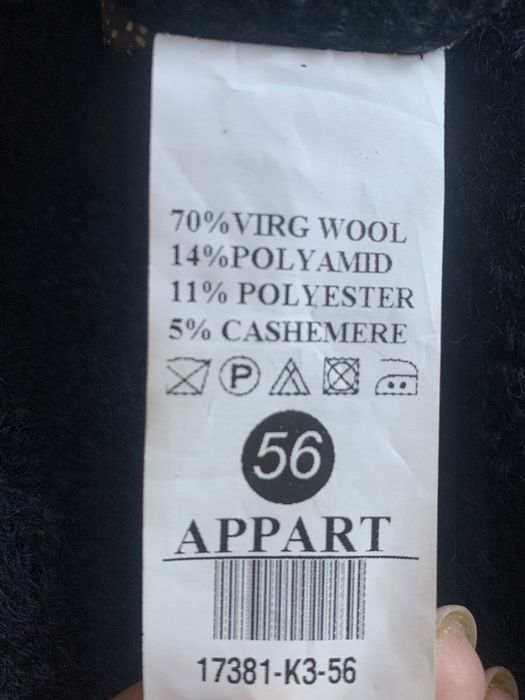 70%VIRG WOOL
14%POLYAMID
11% POLYESTER
5% CASHEMERE
P
56
APPART
17381-K3-56